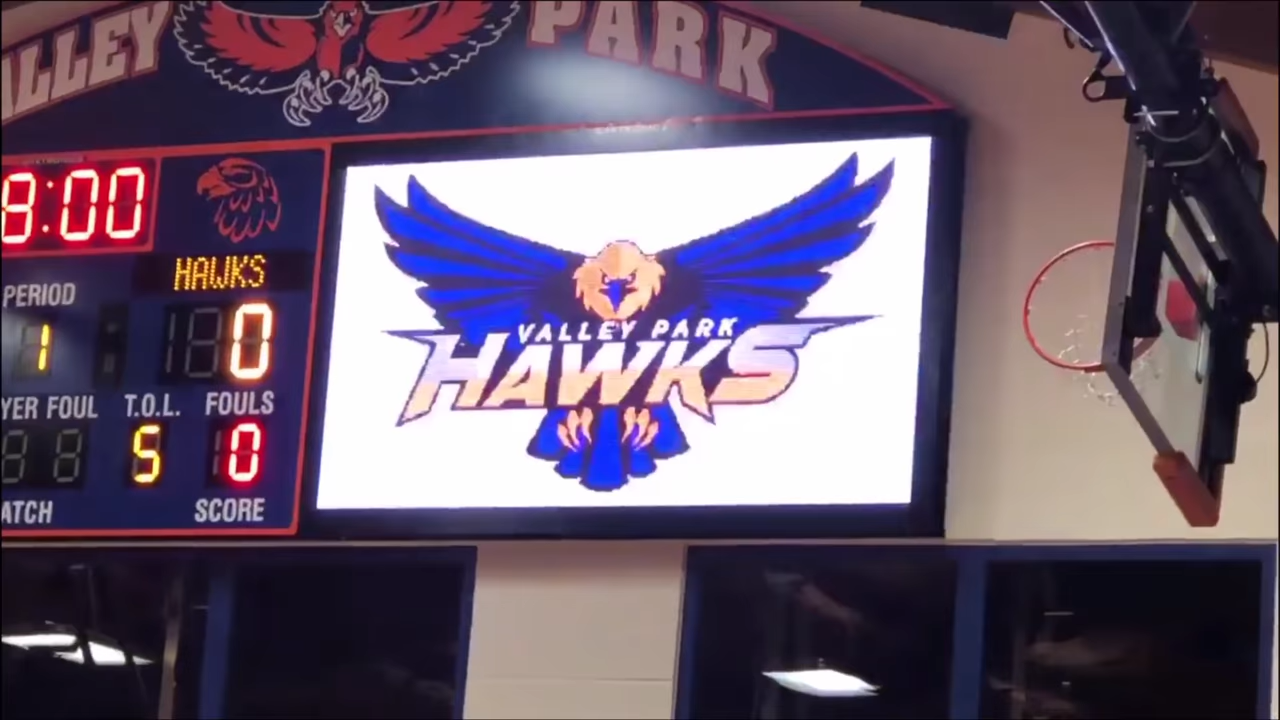 ALLEY PARK
8:00
HAWKS
PERIOD
1
0
YER FOUL T.O.L. FOULS
5 0
ATCH SCORE
VALLEY PARK
HAWKS